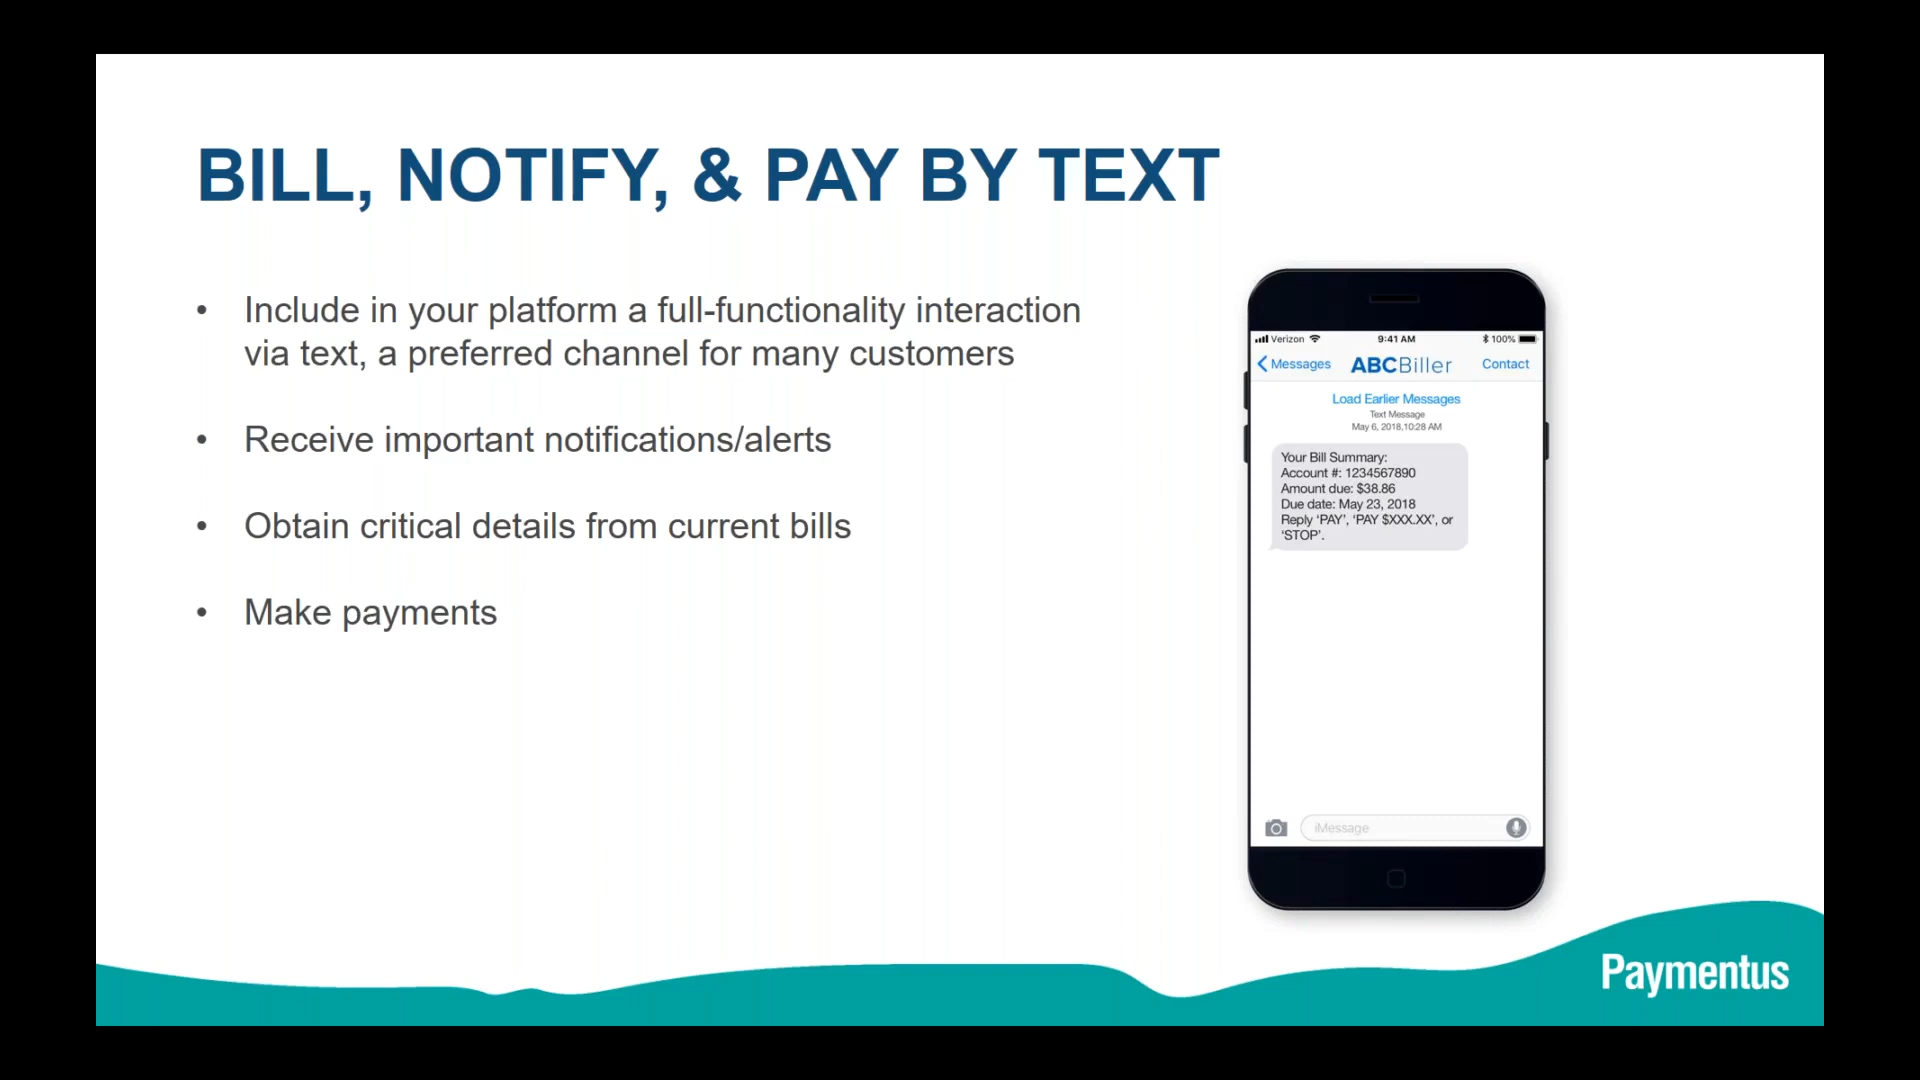 BILL, NOTIFY, & PAY BY TEXT
• Include in your platform a full-functionality interaction
via text, a preferred channel for many customers
• Receive important notifications/alerts
• Obtain critical details from current bills
• Make payments
Verizon 9:41 AM 100%
Messages ABCBiller Contact
Load Earlier Messages
Text Message
May 6, 2018,10:28 AM
Your Bill Summary:
Account #: 1234567890
Amount due: $38.86
Due date: May 23, 2018
Reply ‘PAY’, ‘PAY $XXX.XX’, or
‘STOP’.
iMessage
Paymentus